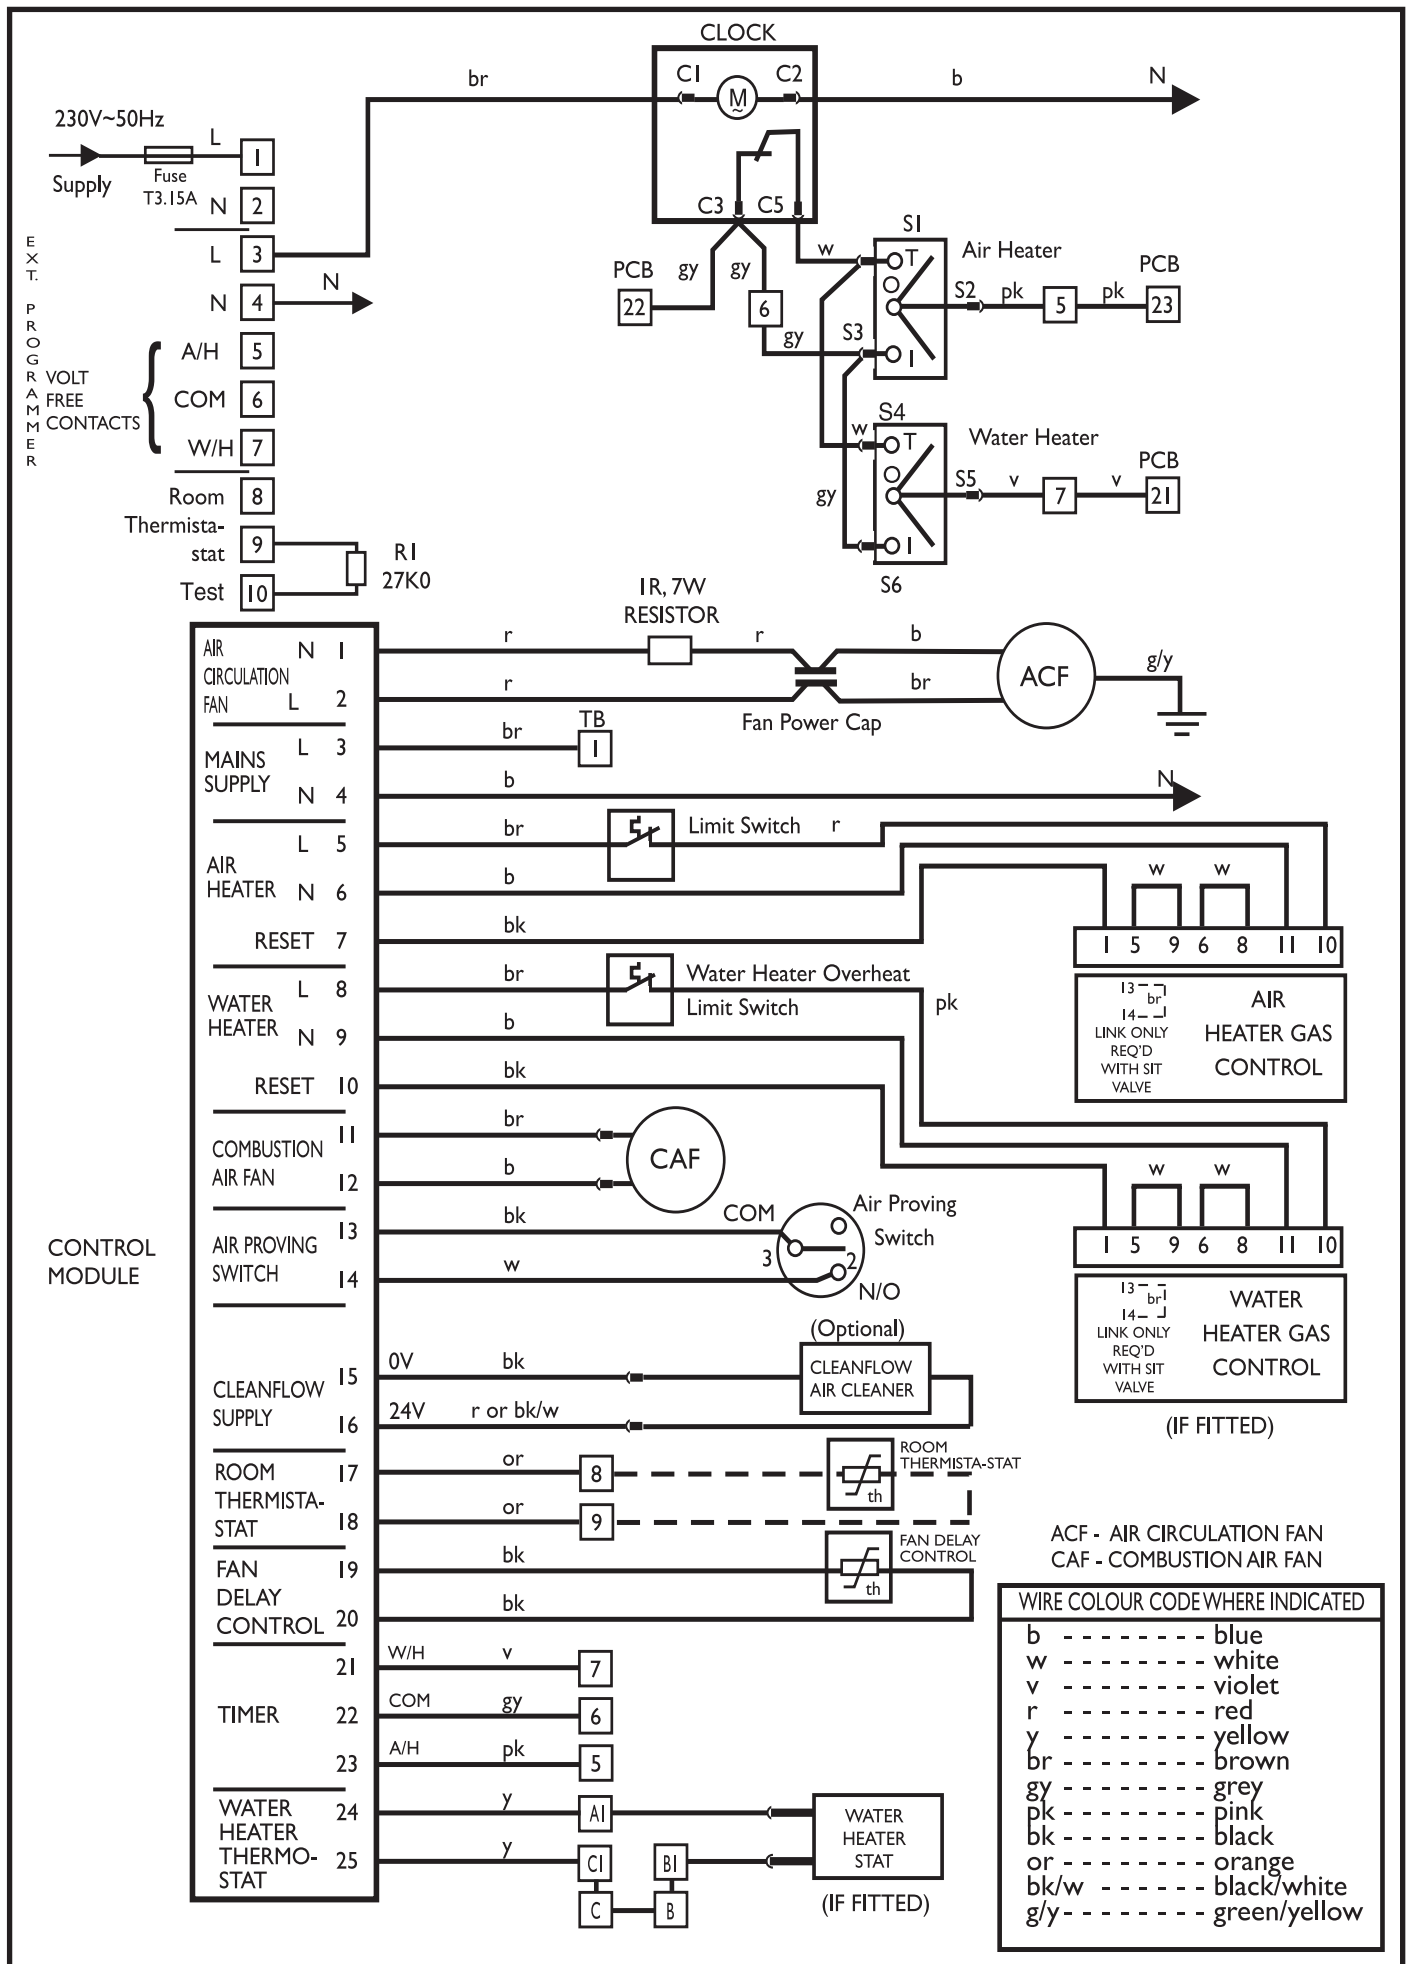 CLOCK
br
C1
M
~
C2
b
N
230V~50Hz
L
1
Supply
Fuse
T3.15A
N
2
L
3
N
4
N
EXT. PROGRAMMER
VOLT
FREE
CONTACTS
{
A/H
5
COM
6
W/H
7
Room
8
Thermista-
stat
9
Test
10
R1
27K0
C3
C5
PCB
22
gy
gy
6
gy
w
S1
T
O
I
S3
Air Heater
S2
pk
5
pk
PCB
23
S4
w
T
O
I
gy
Water Heater
S5
v
7
v
PCB
21
S6
1R, 7W
RESISTOR
AIR
CIRCULATION
FAN
N 1
L 2
r
r
r
b
br
Fan Power Cap
ACF
g/y
MAINS
SUPPLY
L 3
N 4
br
TB
1
b
N
AIR
HEATER
L 5
N 6
RESET 7
br
Limit Switch
r
b
bk
w
w
1 5 9 6 8 11 10
13
br
14
LINK ONLY
REQ'D
WITH SIT
VALVE
AIR
HEATER GAS
CONTROL
WATER
HEATER
L 8
N 9
RESET 10
br
Water Heater Overheat
Limit Switch
pk
b
bk
COMBUSTION
AIR FAN
11
12
br
b
CAF
w
w
1 5 9 6 8 11 10
13
br
14
LINK ONLY
REQ'D
WITH SIT
VALVE
WATER
HEATER GAS
CONTROL
(IF FITTED)
CONTROL
MODULE
AIR PROVING
SWITCH
13
14
bk
w
COM
3
2
N/O
Air Proving
Switch
CLEANFLOW
SUPPLY
15
16
0V
bk
24V
r or bk/w
(Optional)
CLEANFLOW
AIR CLEANER
ROOM
THERMISTA-
STAT
17
18
or
8
or
9
th
ROOM
THERMISTA-STAT
FAN
DELAY
CONTROL
19
20
bk
bk
th
FAN DELAY
CONTROL
TIMER
21
22
23
W/H
v
7
COM
gy
6
A/H
pk
5
WATER
HEATER
THERMO-
STAT
24
25
y
A1
y
C1
B1
C
B
WATER
HEATER
STAT
(IF FITTED)
ACF - AIR CIRCULATION FAN
CAF - COMBUSTION AIR FAN
WIRE COLOUR CODE WHERE INDICATED
b - - - - - - - - blue
w - - - - - - - - white
v - - - - - - - - violet
r - - - - - - - - red
y - - - - - - - - yellow
br - - - - - - - - brown
gy - - - - - - - - grey
pk - - - - - - - - pink
bk - - - - - - - - black
or - - - - - - - - orange
bk/w - - - - - - black/white
g/y - - - - - - - - green/yellow